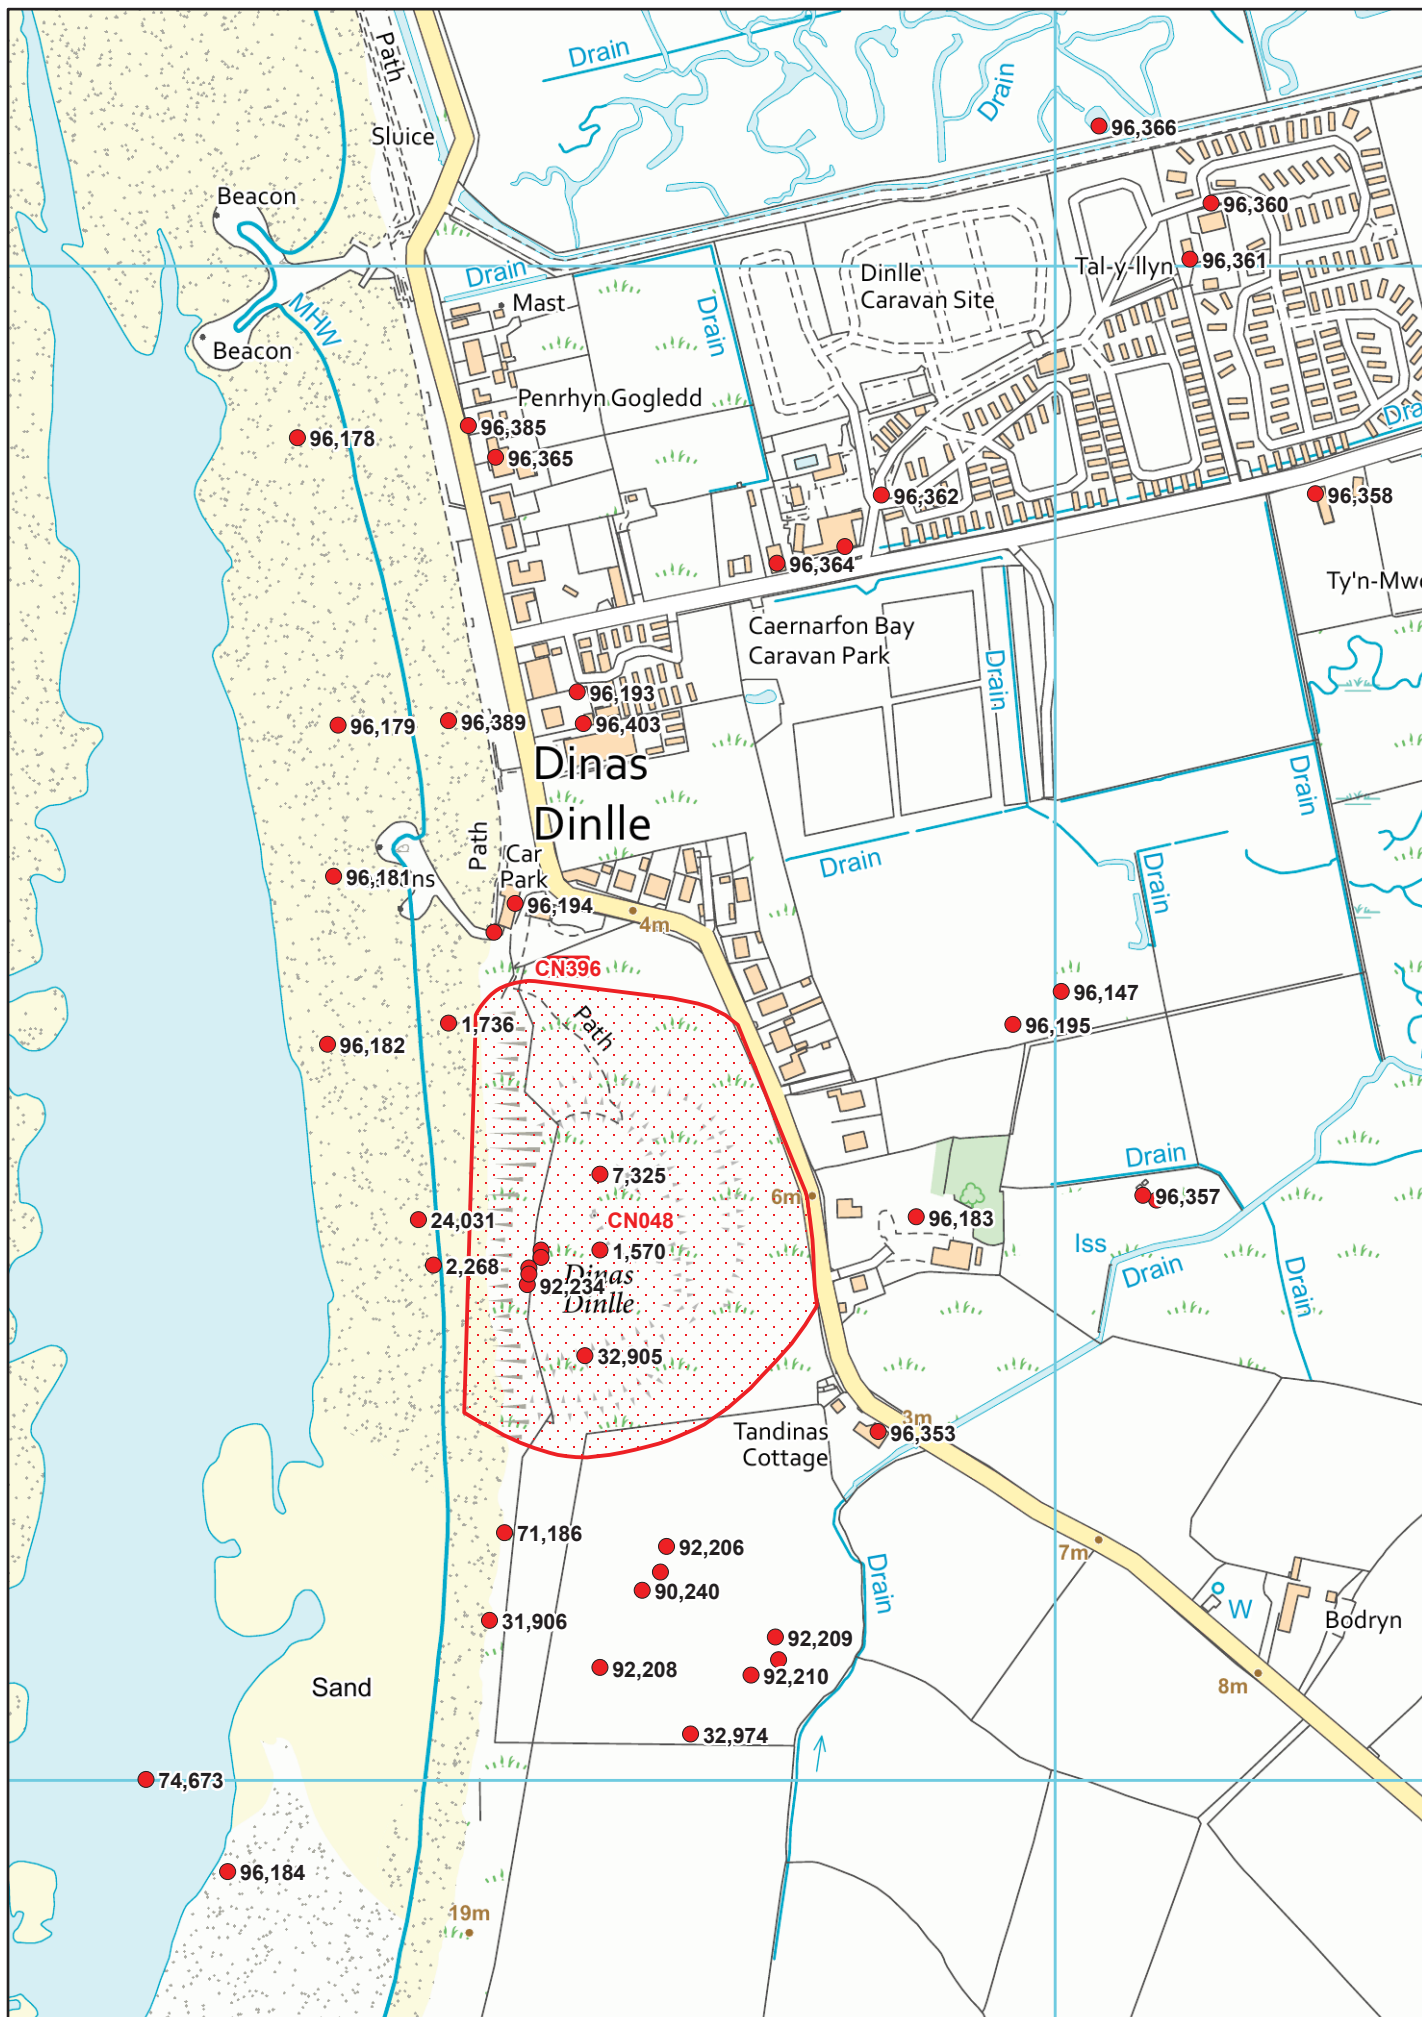 Path
Drain
Drain
96,366
Sluice
Beacon
96,360
Tal-y-llyn
96,361
Drain
Mast
Dinlle
Caravan Site
MHW
Drain
Beacon
Penrhyn Gogledd
96,385
96,178
96,365
96,362
96,358
96,364
Caernarfon Bay
Caravan Park
Drain
96,193
96,179
96,389
96,403
Dinas
Dinlle
Drain
Path
Car
Park
Drain
Drain
96,181
96,194
4m
CN396
96,147
1,736
Path
96,195
96,182
Drain
7,325
6m
96,357
24,031
CN048
96,183
1,570
Iss
2,268
Drain
Drain
92,234
Dinas
Dinlle
32,905
3m
Tandinas
Cottage
96,353
71,186
92,206
7m
90,240
Drain
W
31,906
Bodryn
92,209
92,208
92,210
Sand
8m
32,974
74,673
96,184
19m